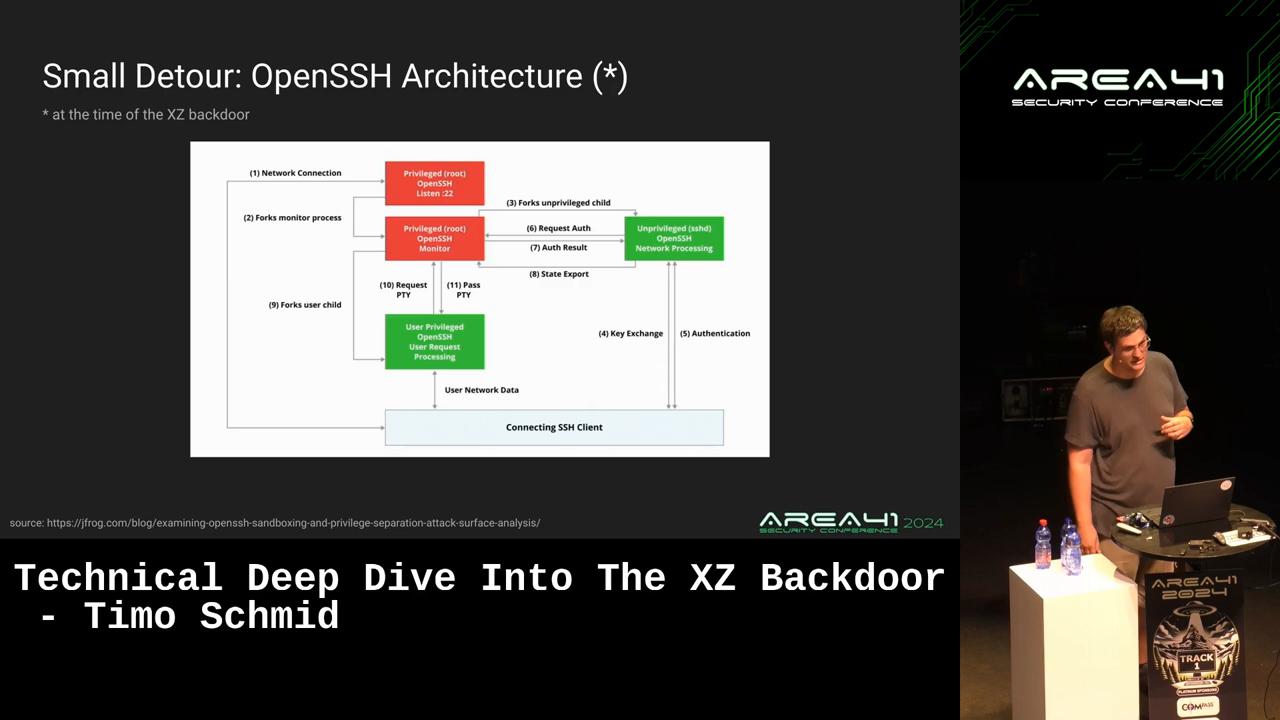 Small Detour: OpenSSH Architecture (*)
* at the time of the XZ backdoor
(1) Network Connection
Privileged (root)
OpenSSH
Listen :22
(2) Forks monitor process
(3) Forks unprivileged child
Privileged (root)
OpenSSH
Monitor
(6) Request Auth
(7) Auth Result
Unprivileged (sshd)
OpenSSH
Network Processing
(8) State Export
(9) Forks user child
(10) Request
PTY
(11) Pass
PTY
User Privileged
OpenSSH
User Request
Processing
(4) Key Exchange
(5) Authentication
User Network Data
Connecting SSH Client
source: https://jfrog.com/blog/examining-openssh-sandboxing-and-privilege-separation-attack-surface-analysis/
AREA41 2024
SECURITY CONFERENCE
Technical Deep Dive Into The XZ Backdoor
- Timo Schmid
AREA41
SECURITY CONFERENCE
AREA41
2024
TRACK
1
PLATINUM SPONSORS
COMPASS